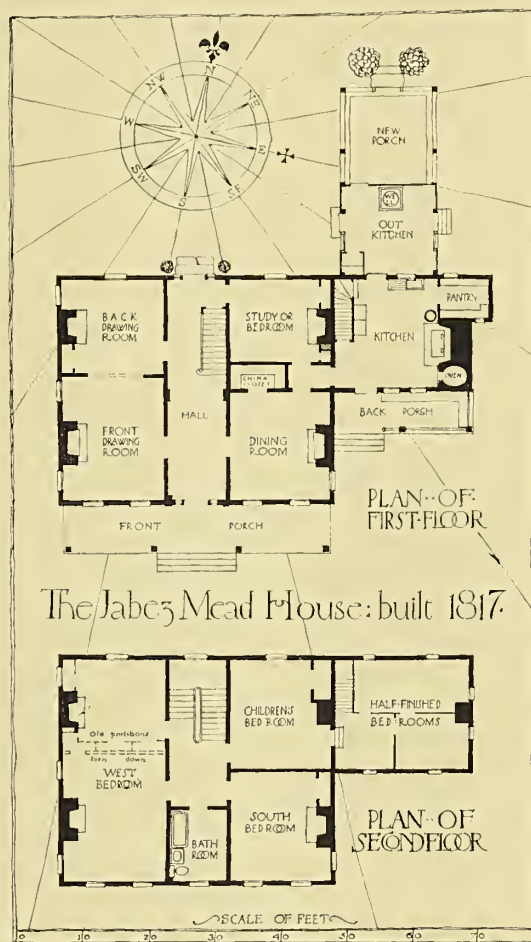 N
NE
E
SE
S
SW
W
NW
NEW
PORCH
WELL
OUT
KITCHEN
BACK
DRAWING
ROOM
STUDY OR
BEDROOM
PANTRY
KITCHEN
OVEN
CHINA
CLOSET
HALL
FRONT
DRAWING
ROOM
DINING
ROOM
BACK PORCH
FRONT PORCH
PLAN··OF·
FIRST·FLOOR
The Jabez Mead House: built 1817·
CHILDREN'S
BED ROOM
HALF-FINISHED
BED-ROOMS
Old partitions
torn down
WEST
BEDROOM
BATH
ROOM
SOUTH
BEDROOM
PLAN··OF
SECOND FLOOR
SCALE OF FEET
0 10 20 30 40 50 60 70